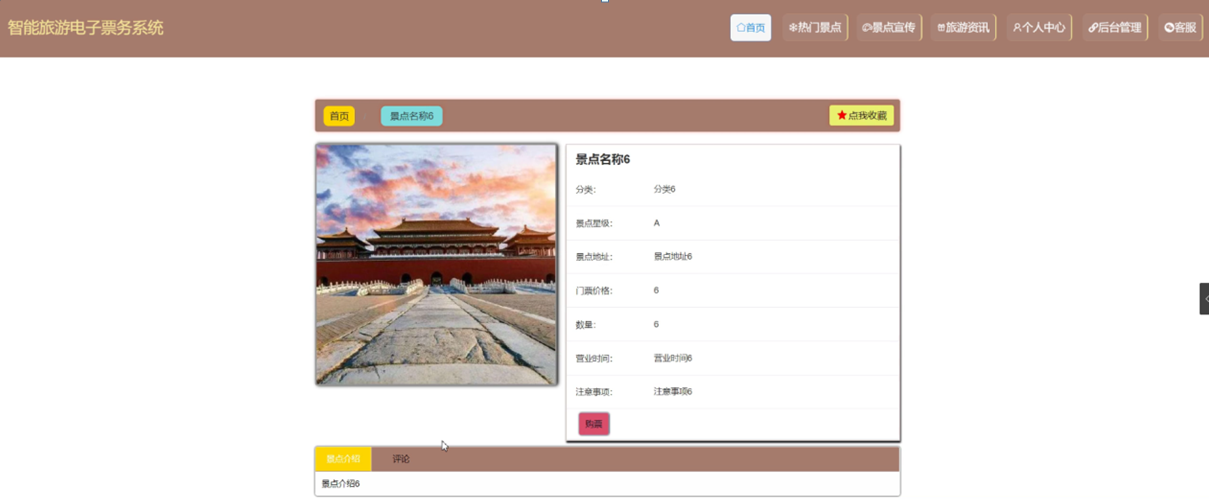 智能旅游电子票务系统
首页 热门景点 景点宣传 旅游资讯 个人中心 后台管理 客服
首页 景点名称6 点我收藏
景点名称6
分类： 分类6
景点星级： A
景点地址： 景点地址6
门票价格： 6
数量： 6
营业时间： 营业时间6
注意事项： 注意事项6
购票
景点介绍 评论
景点介绍6